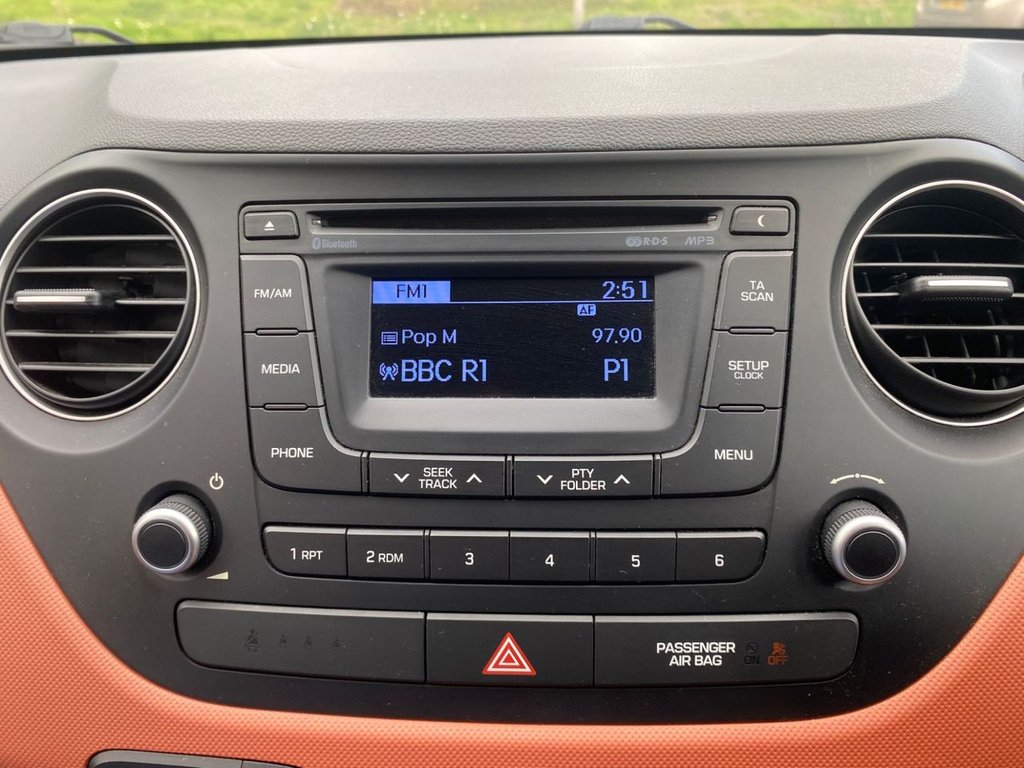 Bluetooth
R·D·S MP3
FM/AM
FM1 2:51
TA
SCAN
AF
Pop M 97.90
MEDIA
BBC R1 P1
SETUP
CLOCK
PHONE
SEEK
TRACK
PTY
FOLDER
MENU
1 RPT
2 RDM
3
4
5
6
PASSENGER
AIR BAG
ON
OFF